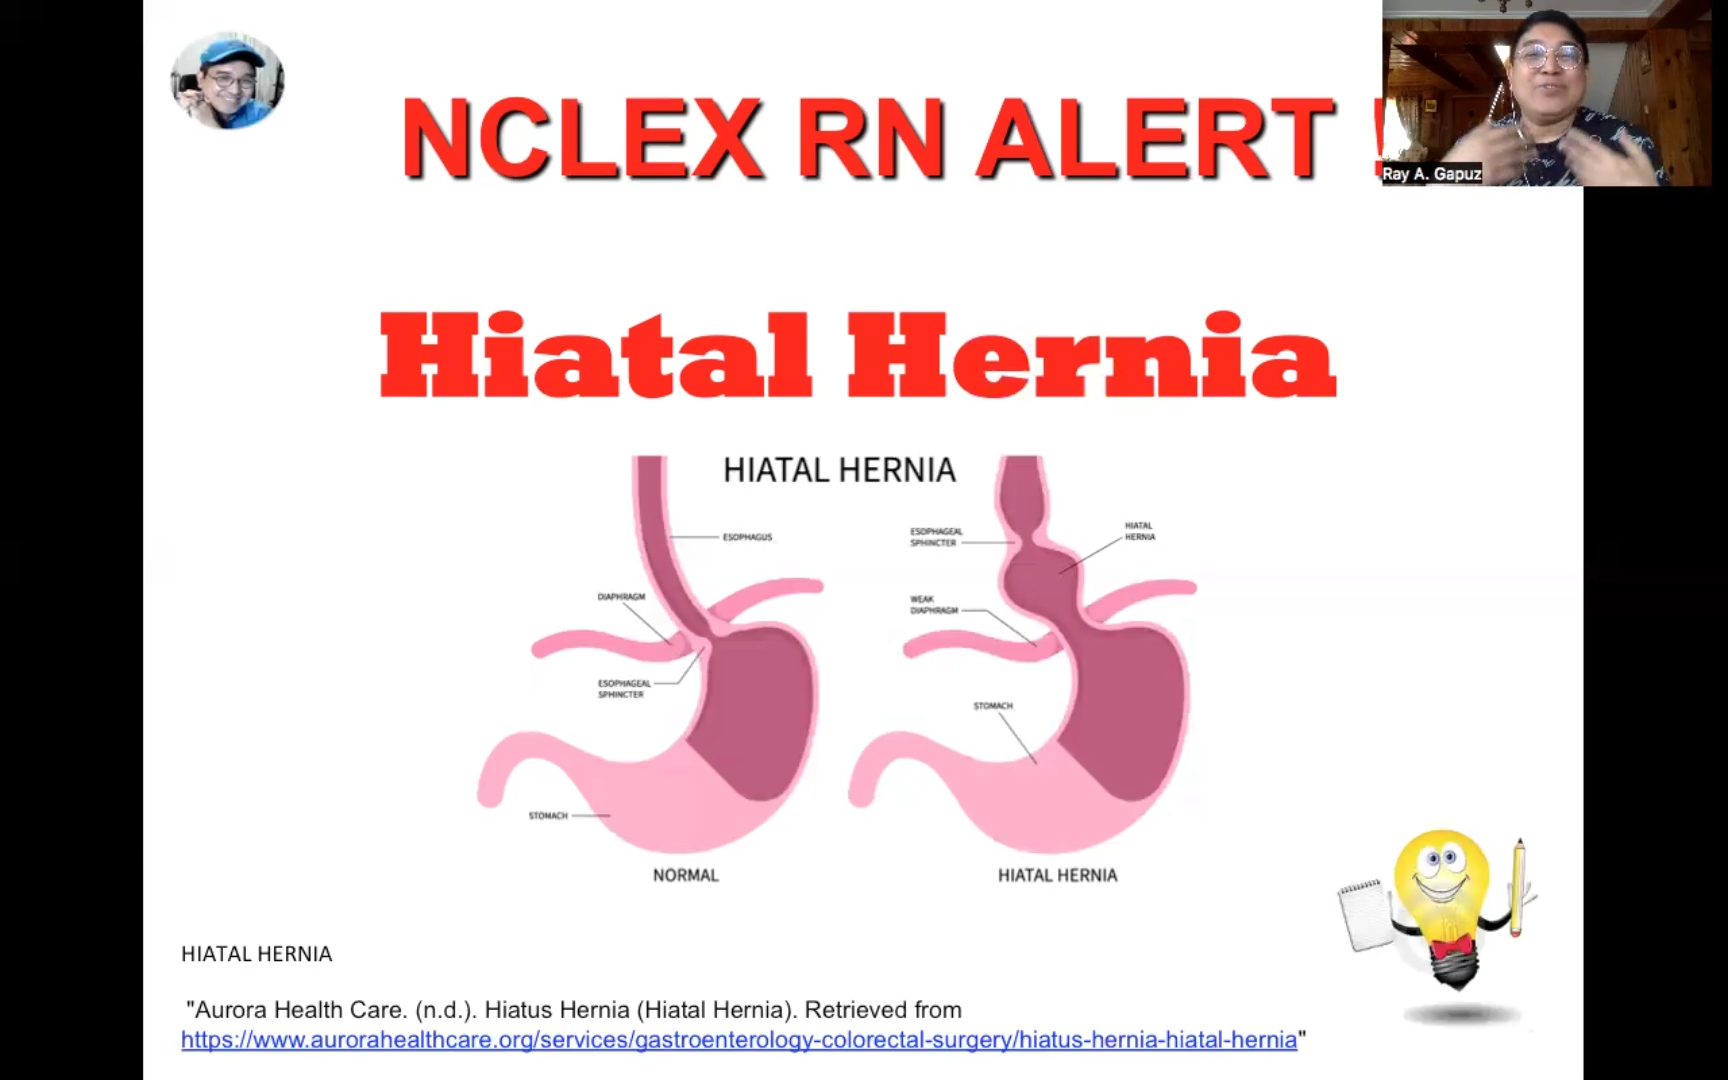 NCLEX RN ALERT !
Ray A. Gapuz
Hiatal Hernia
HIATAL HERNIA
ESOPHAGUS
DIAPHRAGM
ESOPHAGEAL
SPHINCTER
STOMACH
NORMAL
ESOPHAGEAL
SPHINCTER
HIATAL
HERNIA
WEAK
DIAPHRAGM
STOMACH
HIATAL HERNIA
HIATAL HERNIA
"Aurora Health Care. (n.d.). Hiatus Hernia (Hiatal Hernia). Retrieved from
https://www.aurorahealthcare.org/services/gastroenterology-colorectal-surgery/hiatus-hernia-hiatal-hernia"